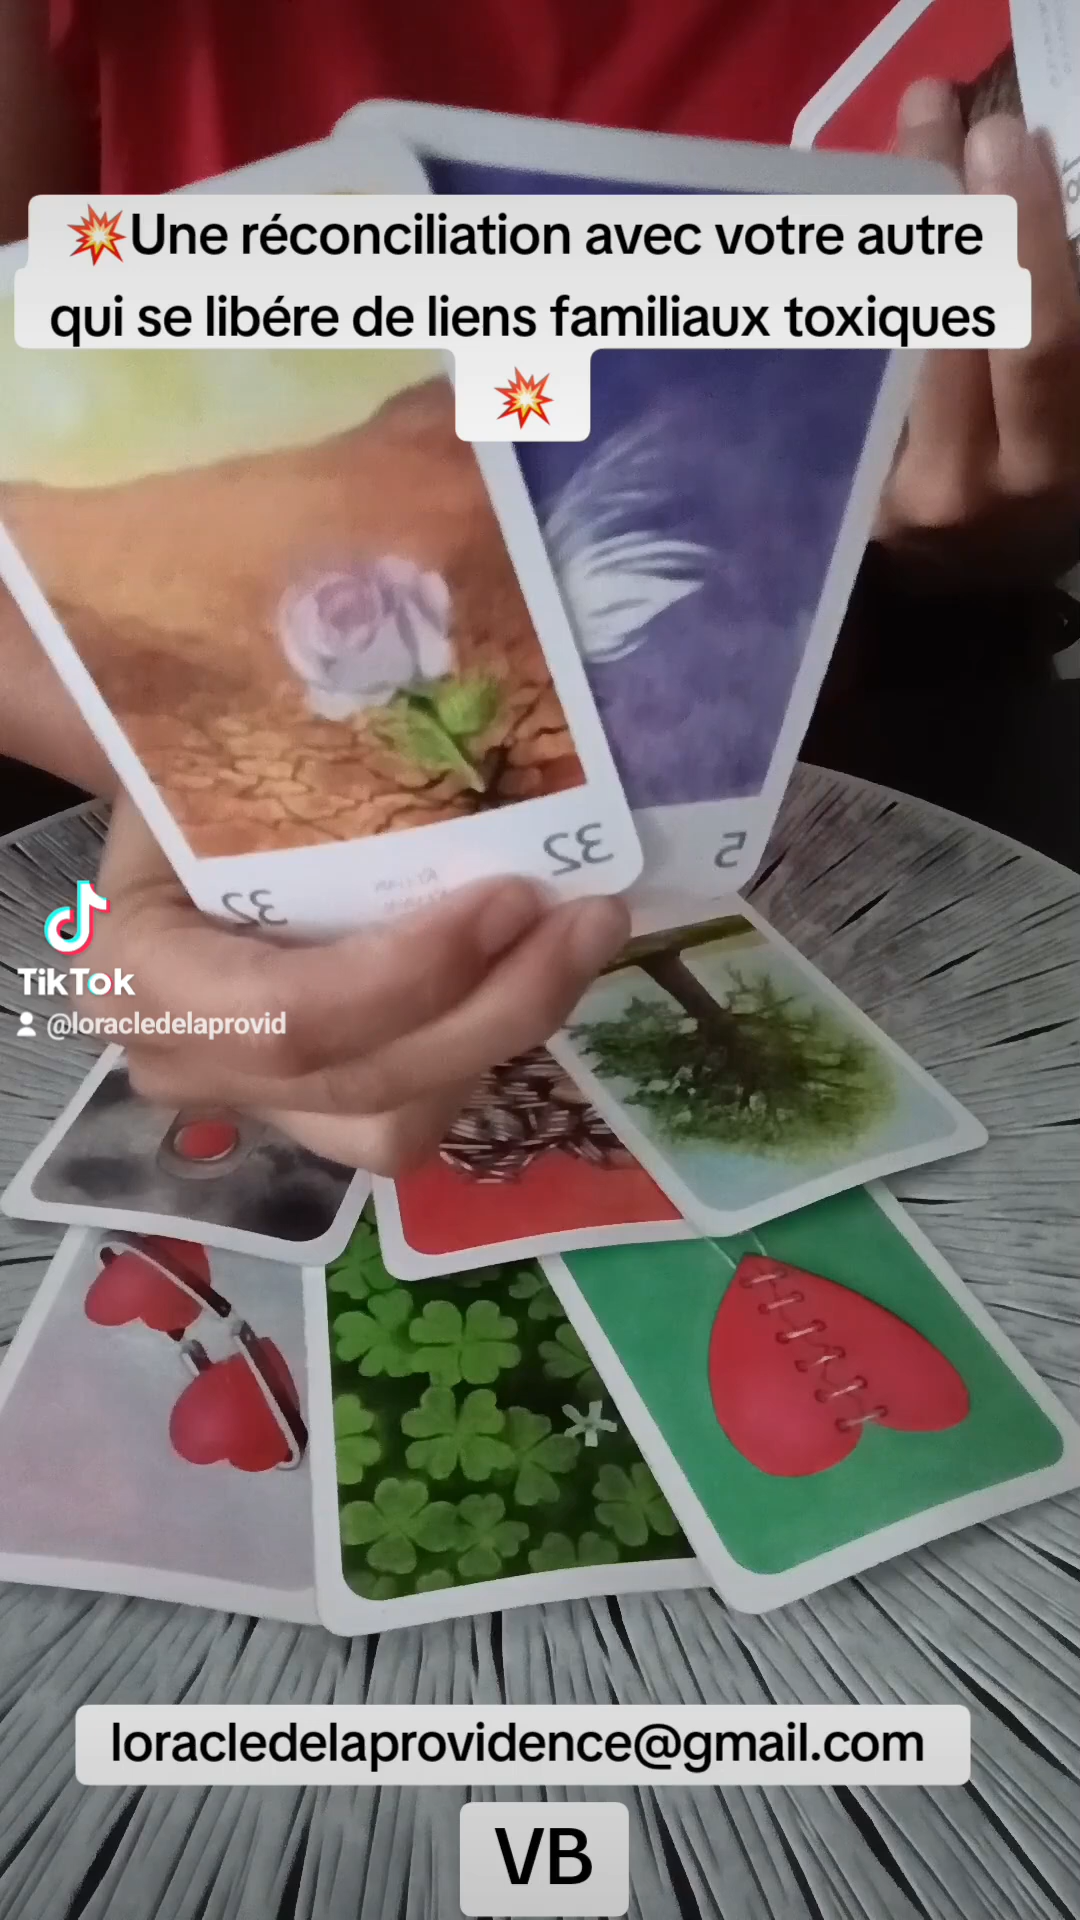 💥Une réconciliation avec votre autre
qui se libére de liens familiaux toxiques
💥
32
5
32
TikTok
@loracledelaprovid
loracledelaprovidence@gmail.com
VB